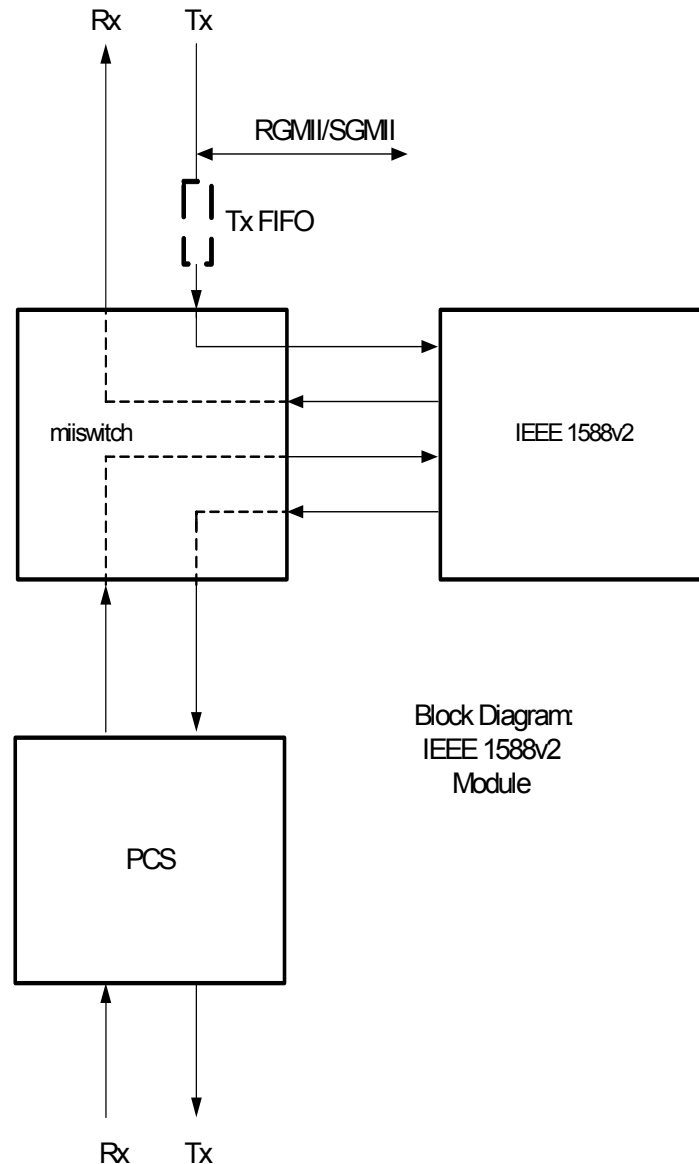 Rx Tx
RGMII/SGMII
Tx FIFO
miiswitch
IEEE 1588v2
Block Diagram:
IEEE 1588v2
Module
PCS
Rx Tx